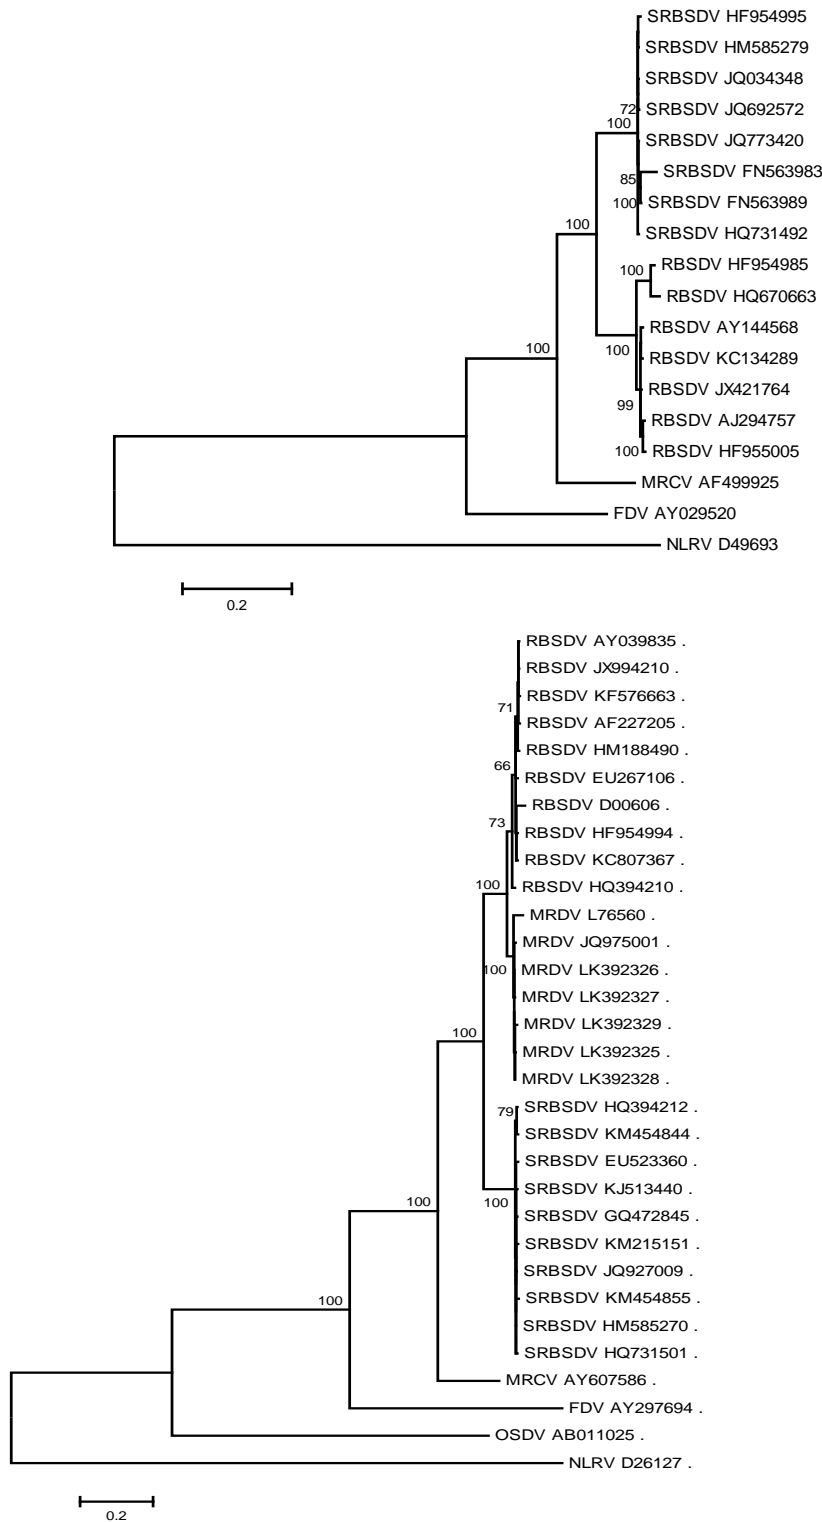 SRBSDV HF954995
SRBSDV HM585279
SRBSDV JQ034348
72 SRBSDV JQ692572
100
SRBSDV JQ773420
SRBSDV FN563983
85
100 SRBSDV FN563989
100 SRBSDV HQ731492
100 RBSDV HF954985
RBSDV HQ670663
RBSDV AY144568
100 100 RBSDV KC134289
RBSDV JX421764
99
RBSDV AJ294757
100 RBSDV HF955005
MRCV AF499925
FDV AY029520
NLRV D49693
0.2
RBSDV AY039835 .
RBSDV JX994210 .
RBSDV KF576663 .
71
RBSDV AF227205 .
RBSDV HM188490 .
66
RBSDV EU267106 .
RBSDV D00606 .
73
RBSDV HF954994 .
RBSDV KC807367 .
100 RBSDV HQ394210 .
MRDV L76560 .
MRDV JQ975001 .
100 MRDV LK392326 .
MRDV LK392327 .
100 MRDV LK392329 .
MRDV LK392325 .
MRDV LK392328 .
79 SRBSDV HQ394212 .
SRBSDV KM454844 .
SRBSDV EU523360 .
SRBSDV KJ513440 .
100 100
SRBSDV GQ472845 .
SRBSDV KM215151 .
SRBSDV JQ927009 .
100 SRBSDV KM454855 .
SRBSDV HM585270 .
SRBSDV HQ731501 .
MRCV AY607586 .
FDV AY297694 .
OSDV AB011025 .
NLRV D26127 .
0.2